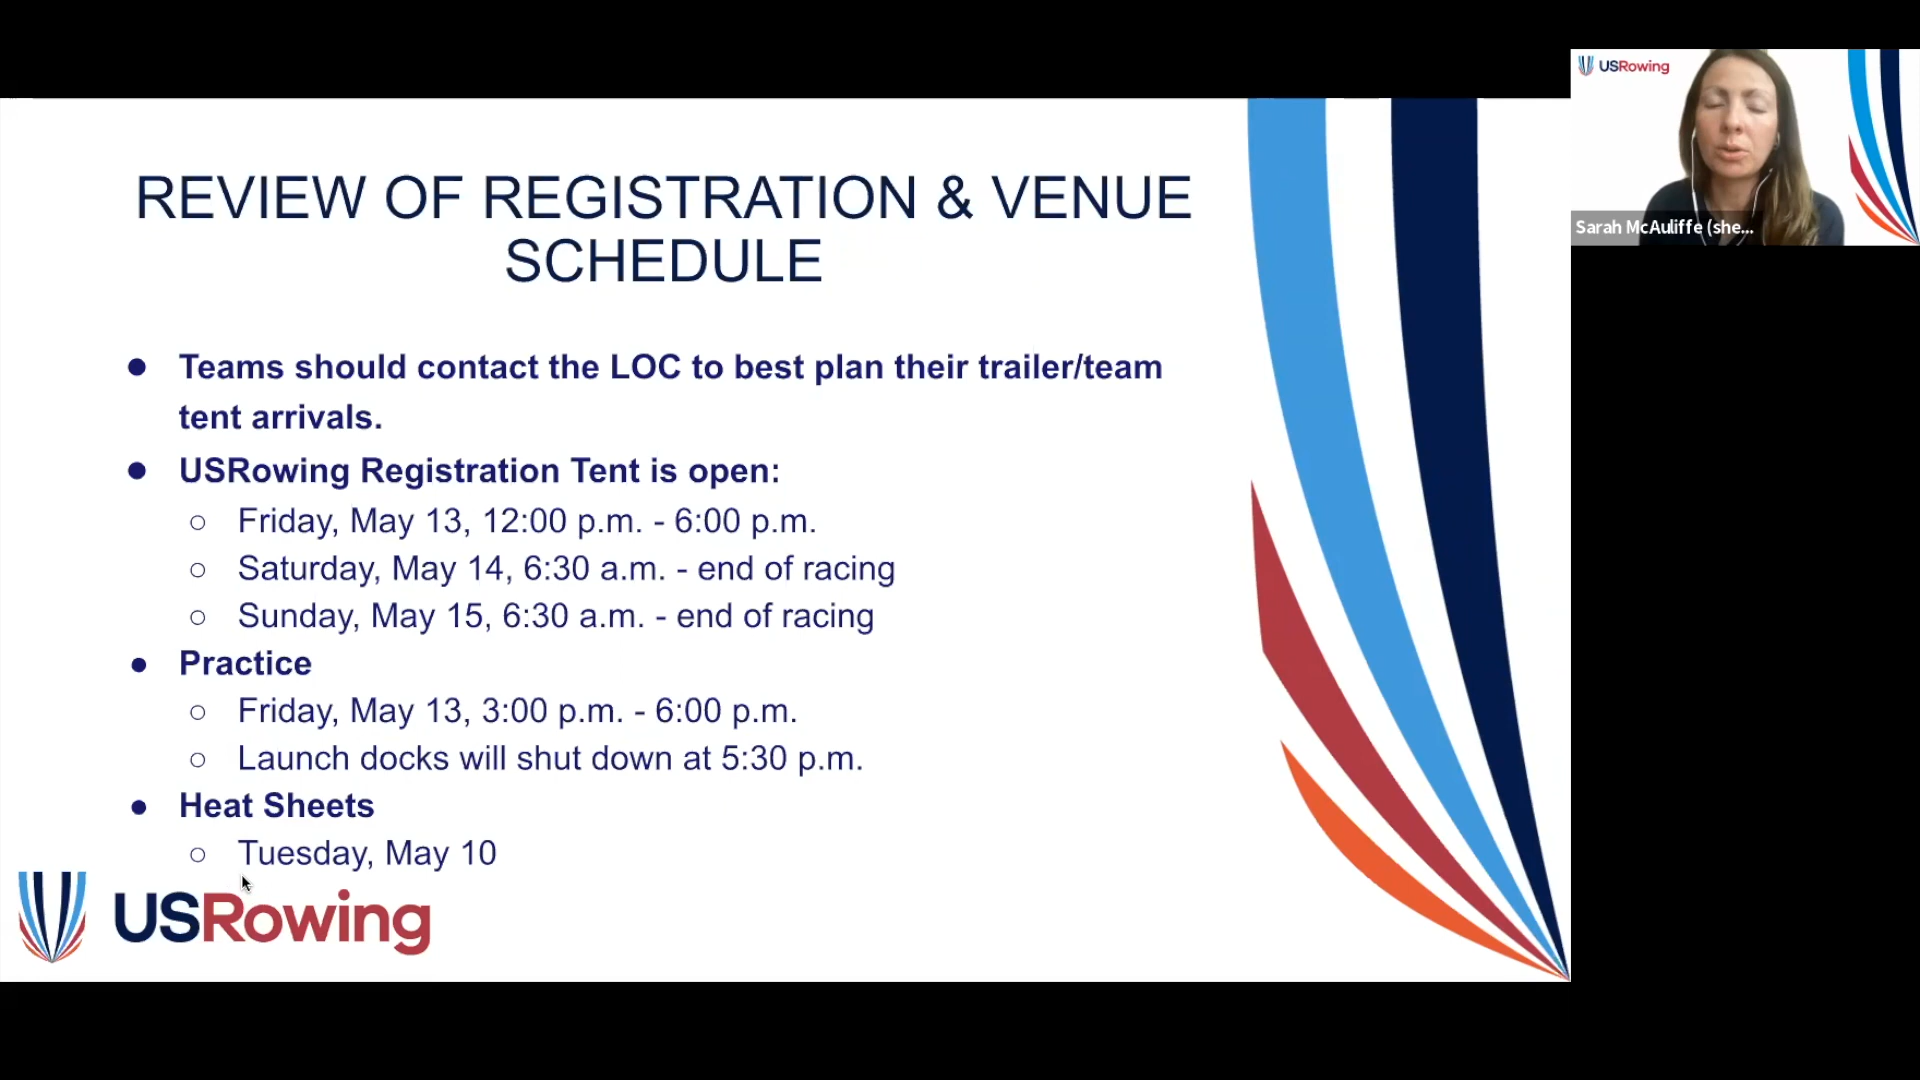 REVIEW OF REGISTRATION & VENUE
SCHEDULE
● Teams should contact the LOC to best plan their trailer/team
tent arrivals.
● USRowing Registration Tent is open:
○ Friday, May 13, 12:00 p.m. - 6:00 p.m.
○ Saturday, May 14, 6:30 a.m. - end of racing
○ Sunday, May 15, 6:30 a.m. - end of racing
● Practice
○ Friday, May 13, 3:00 p.m. - 6:00 p.m.
○ Launch docks will shut down at 5:30 p.m.
● Heat Sheets
○ Tuesday, May 10
USRowing
USRowing
Sarah McAuliffe (she...